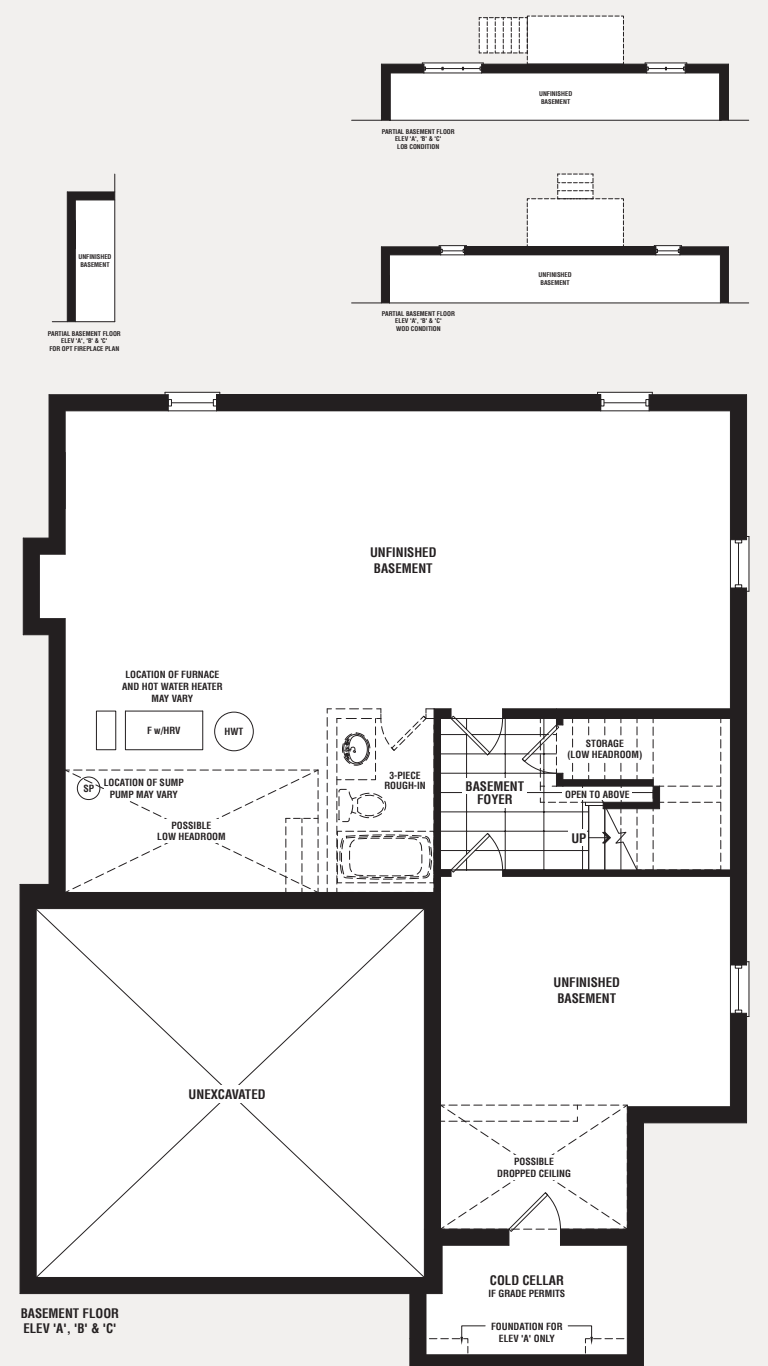 UNFINISHED
BASEMENT
PARTIAL BASEMENT FLOOR
ELEV 'A', 'B' & 'C'
LOB CONDITION
UNFINISHED
BASEMENT
PARTIAL BASEMENT FLOOR
ELEV 'A', 'B' & 'C'
WOD CONDITION
UNFINISHED
BASEMENT
PARTIAL BASEMENT FLOOR
ELEV 'A', 'B' & 'C'
FOR OPT FIREPLACE PLAN
UNFINISHED
BASEMENT
LOCATION OF FURNACE
AND HOT WATER HEATER
MAY VARY
F w/HRV
HWT
SP
LOCATION OF SUMP
PUMP MAY VARY
POSSIBLE
LOW HEADROOM
3-PIECE
ROUGH-IN
BASEMENT
FOYER
STORAGE
(LOW HEADROOM)
OPEN TO ABOVE
UP
UNFINISHED
BASEMENT
UNEXCAVATED
POSSIBLE
DROPPED CEILING
COLD CELLAR
IF GRADE PERMITS
FOUNDATION FOR
ELEV 'A' ONLY
BASEMENT FLOOR
ELEV 'A', 'B' & 'C'